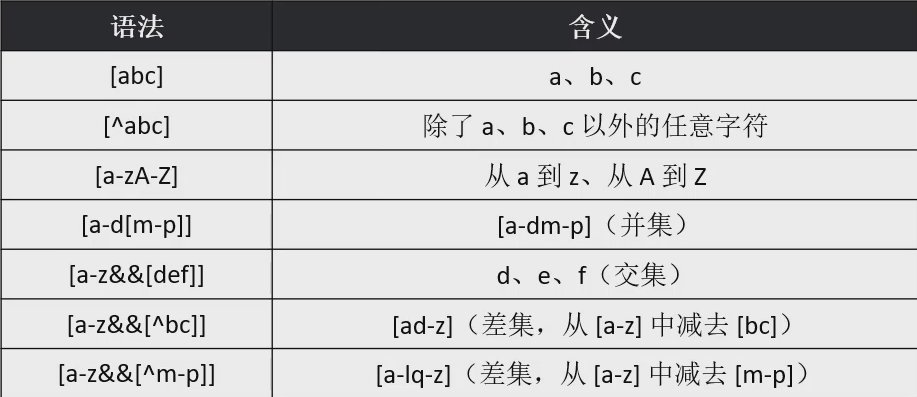 语法 含义
[abc] a、b、c
[^abc] 除了 a、b、c 以外的任意字符
[a-zA-Z] 从 a 到 z、从 A 到 Z
[a-d[m-p]] [a-dm-p]（并集）
[a-z&&[def]] d、e、f（交集）
[a-z&&[^bc]] [ad-z]（差集，从 [a-z] 中减去 [bc]）
[a-z&&[^m-p]] [a-lq-z]（差集，从 [a-z] 中减去 [m-p]）